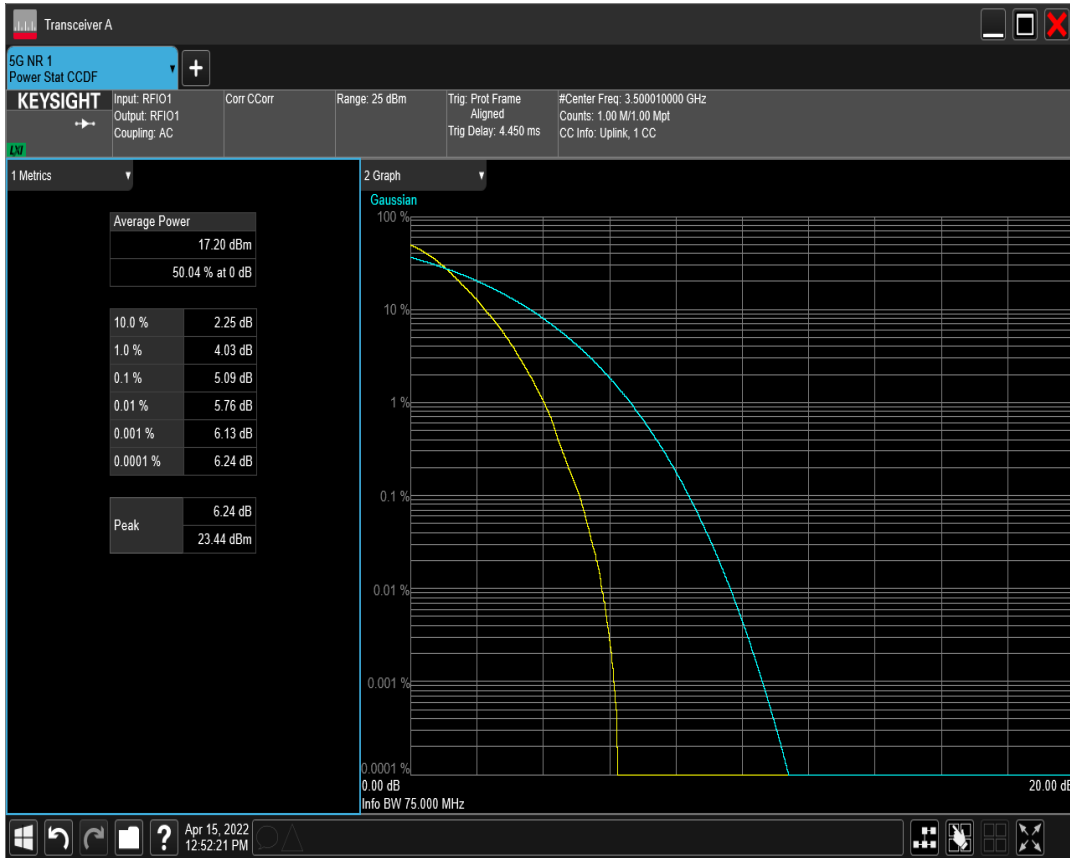 Transceiver A
5G NR 1
Power Stat CCDF
+
KEYSIGHT
LXI
Input: RFIO1
Output: RFIO1
Coupling: AC
Corr CCorr
Range: 25 dBm
Trig: Prot Frame
Aligned
Trig Delay: 4.450 ms
#Center Freq: 3.500010000 GHz
Counts: 1.00 M/1.00 Mpt
CC Info: Uplink, 1 CC
1 Metrics
Average Power
17.20 dBm
50.04 % at 0 dB
10.0 % 2.25 dB
1.0 % 4.03 dB
0.1 % 5.09 dB
0.01 % 5.76 dB
0.001 % 6.13 dB
0.0001 % 6.24 dB
Peak
6.24 dB
23.44 dBm
2 Graph
Gaussian
100 %
10 %
1 %
0.1 %
0.01 %
0.001 %
0.0001 %
0.00 dB
20.00 dB
Info BW 75.000 MHz
?
Apr 15, 2022
12:52:21 PM